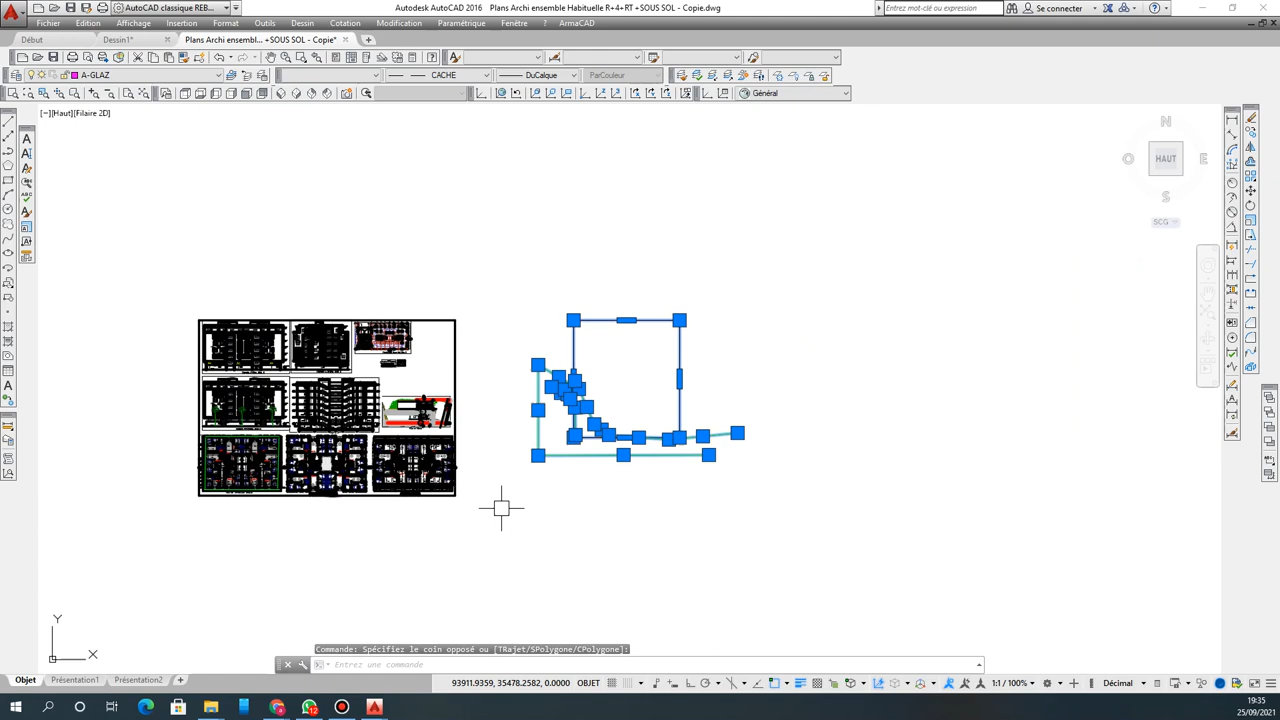 AutoCAD classique REB...
Autodesk AutoCAD 2016
Plans Archi ensemble Habituelle R+4+RT +SOUS SOL - Copie.dwg
Entrez mot-clé ou expression
Se connecter
Fichier
Edition
Affichage
Insertion
Format
Outils
Dessin
Cotation
Modification
Paramétrique
Fenêtre
?
ArmaCAD
Début
Dessin1*
Plans Archi ensembl... +SOUS SOL - Copie*
A-GLAZ
CACHE
DuCalque
ParCouleur
Général
[−][Haut][Filaire 2D]
N
O
HAUT
E
S
SCG
Y
X
Commande: Spécifiez le coin opposé ou [TRajet/SPolygone/CPolygone]:
Entrez une commande
Objet
Présentation1
Présentation2
93911.9359, 35478.2582, 0.0000
OBJET
1:1 / 100%
Décimal
12
19:35
25/09/2021